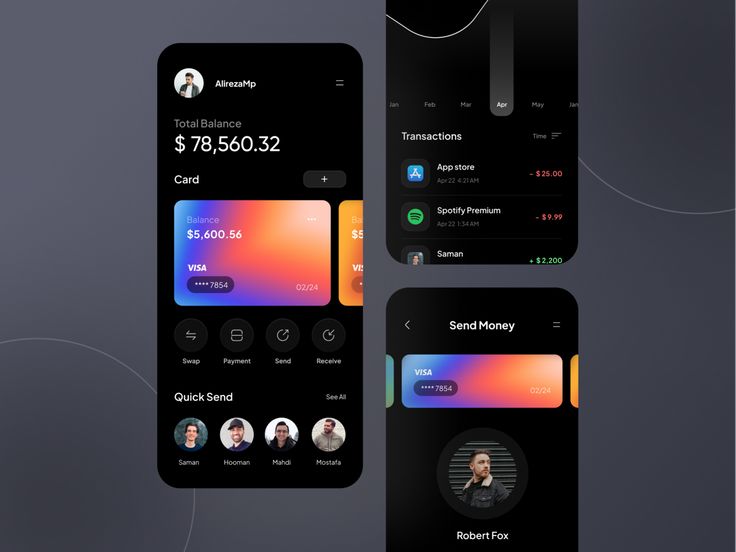 AlirezaMp
Total Balance
$ 78,560.32
Card
+
Balance
$5,600.56
VISA
**** 7854
02/24
Ba
$5
Swap
Payment
Send
Receive
Quick Send
See All
Saman
Hooman
Mahdi
Mostafa
Jan
Feb
Mar
Apr
May
Jan
Transactions
Time
App store
Apr 22 4:21 AM
- $25.00
Spotify Premium
Apr 22 1:34 AM
- $9.99
Saman
+ $2,200
Send Money
VISA
**** 7854
02/24
Robert Fox